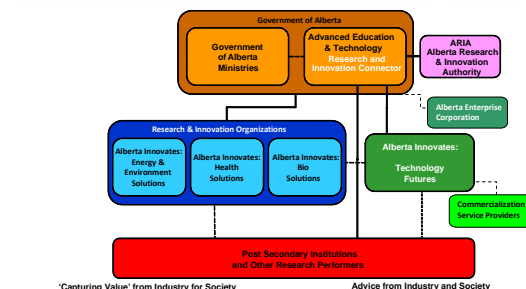 Government of Alberta
Government
of Alberta
Ministries
Advanced Education
& Technology
Research and
Innovation Connector
ARIA
Alberta Research
& Innovation
Authority
Alberta Enterprise
Corporation
Research & Innovation Organizations
Alberta Innovates:
Energy &
Environment
Solutions
Alberta Innovates:
Health
Solutions
Alberta Innovates:
Bio
Solutions
Alberta Innovates:
Technology
Futures
Commercialization
Service Providers
Post Secondary Institutions
and Other Research Performers
'Capturing Value' from Industry for Society
Advice from Industry and Society